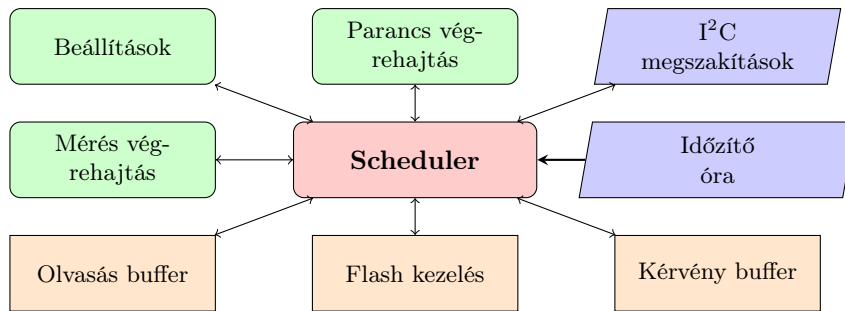 Beállítások
Parancs vég-
rehajtás
I²C
megszakítások
Mérés vég-
rehajtás
Scheduler
Időzítő
óra
Olvasás buffer
Flash kezelés
Kérvény buffer